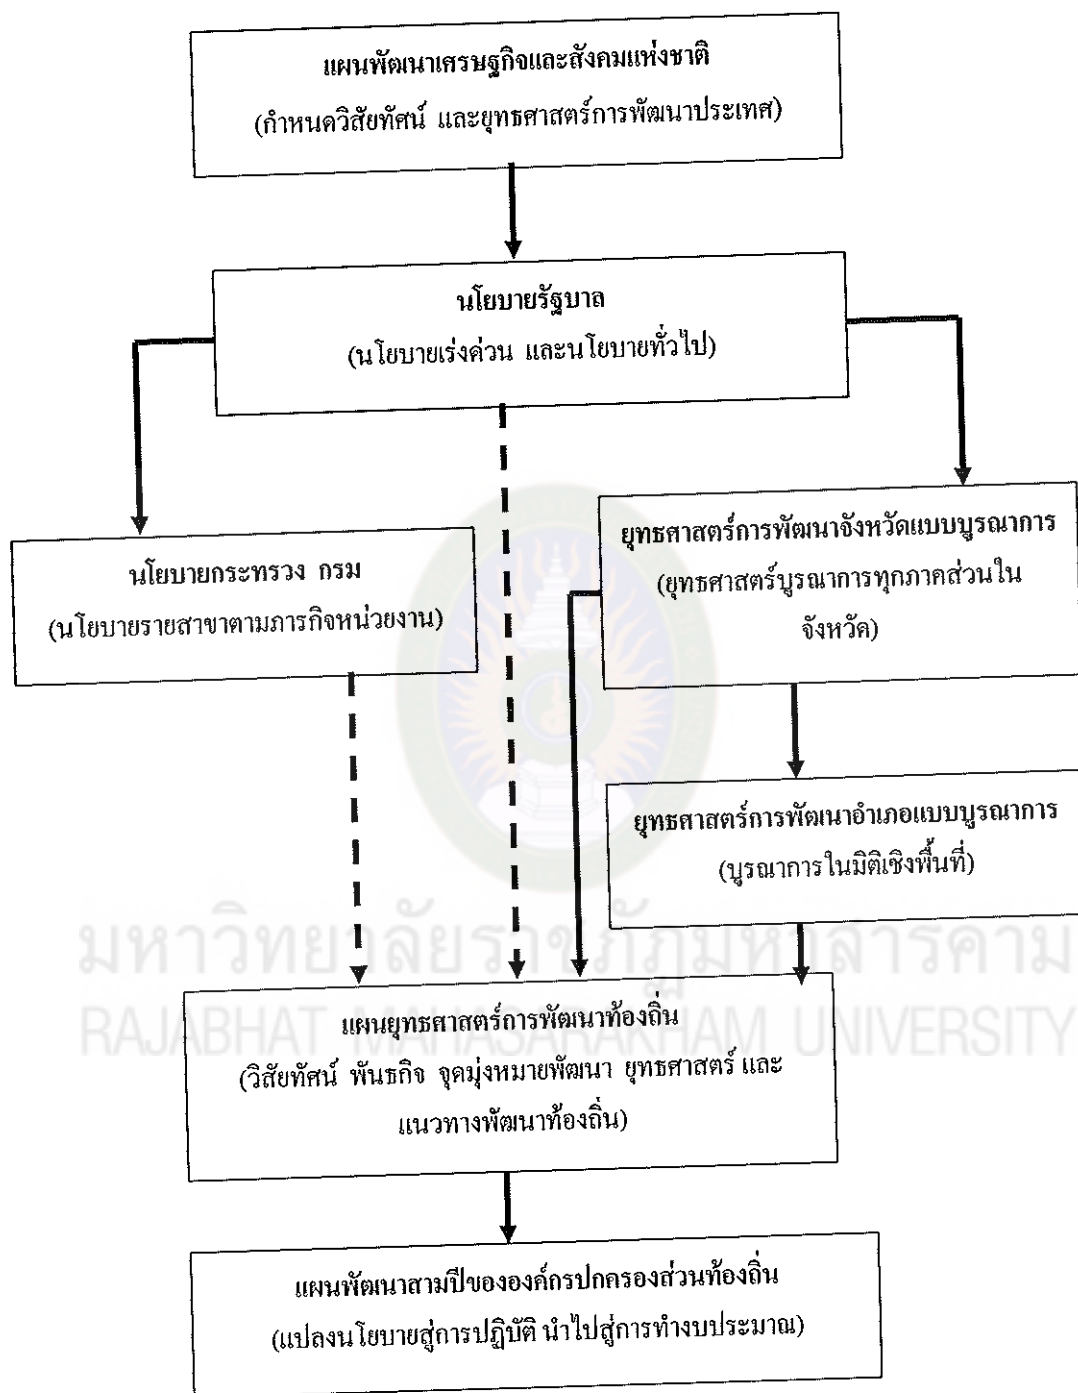 แผนพัฒนาเศรษฐกิจและสังคมแห่งชาติ
(กำหนดวิสัยทัศน์ และยุทธศาสตร์การพัฒนาประเทศ)
นโยบายรัฐบาล
(นโยบายเร่งด่วน และนโยบายทั่วไป)
นโยบายกระทรวง กรม
(นโยบายรายสาขาตามภารกิจหน่วยงาน)
ยุทธศาสตร์การพัฒนาจังหวัดแบบบูรณาการ
(ยุทธศาสตร์บูรณาการทุกภาคส่วนใน
จังหวัด)
ยุทธศาสตร์การพัฒนาอำเภอแบบบูรณาการ
(บูรณาการในมิติเชิงพื้นที่)
มหาวิทยาลัยราชภัฏมหาสารคาม
RAJABHAT MAHASARAKHAM UNIVERSITY
แผนยุทธศาสตร์การพัฒนาท้องถิ่น
(วิสัยทัศน์ พันธกิจ จุดมุ่งหมายพัฒนา ยุทธศาสตร์ และ
แนวทางพัฒนาท้องถิ่น)
แผนพัฒนาสามปีขององค์กรปกครองส่วนท้องถิ่น
(แปลงนโยบายสู่การปฏิบัติ นำไปสู่การทำงบประมาณ)